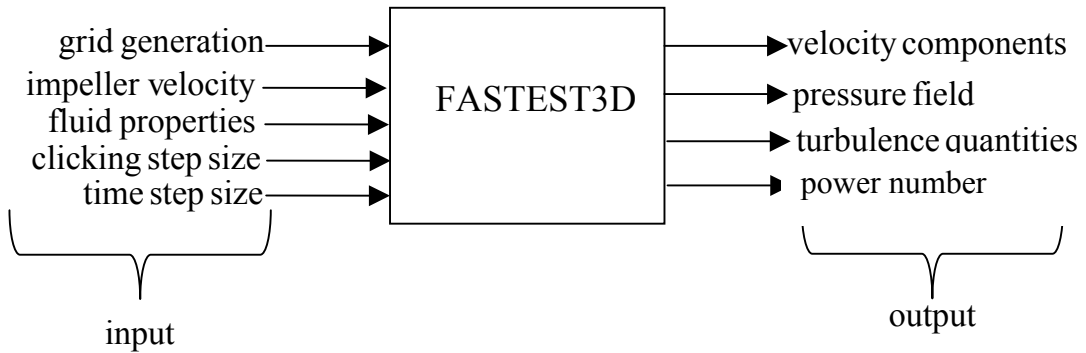 grid generation
impeller velocity
fluid properties
clicking step size
time step size
input
FASTEST3D
velocity components
pressure field
turbulence quantities
power number
output